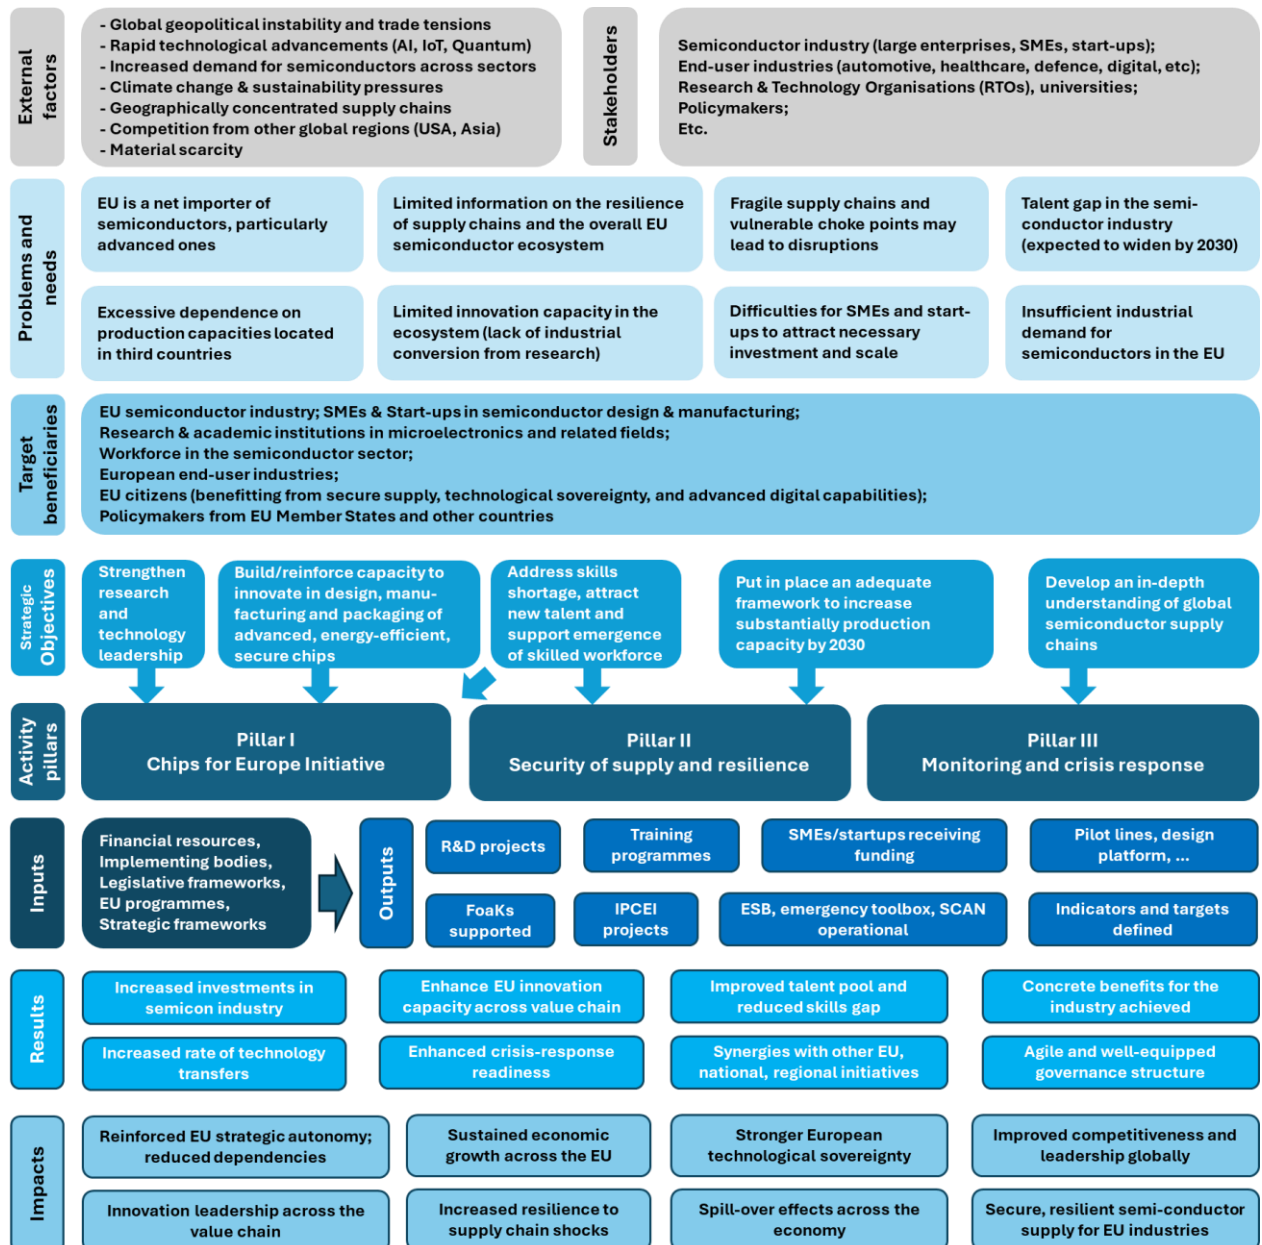 External
factors
- Global geopolitical instability and trade tensions
- Rapid technological advancements (AI, IoT, Quantum)
- Increased demand for semiconductors across sectors
- Climate change & sustainability pressures
- Geographically concentrated supply chains
- Competition from other global regions (USA, Asia)
- Material scarcity
Stakeholders
Semiconductor industry (large enterprises, SMEs, start-ups);
End-user industries (automotive, healthcare, defence, digital, etc);
Research & Technology Organisations (RTOs), universities;
Policymakers;
Etc.
Problems and
needs
EU is a net importer of
semiconductors, particularly
advanced ones
Limited information on the resilience
of supply chains and the overall EU
semiconductor ecosystem
Fragile supply chains and
vulnerable choke points may
lead to disruptions
Talent gap in the semi-
conductor industry
(expected to widen by 2030)
Excessive dependence on
production capacities located
in third countries
Limited innovation capacity in the
ecosystem (lack of industrial
conversion from research)
Difficulties for SMEs and start-
ups to attract necessary
investment and scale
Insufficient industrial
demand for
semiconductors in the EU
Target
beneficiaries
EU semiconductor industry; SMEs & Start-ups in semiconductor design & manufacturing;
Research & academic institutions in microelectronics and related fields;
Workforce in the semiconductor sector;
European end-user industries;
EU citizens (benefitting from secure supply, technological sovereignty, and advanced digital capabilities);
Policymakers from EU Member States and other countries
Strategic
Objectives
Strengthen
research
and
technology
leadership
Build/reinforce capacity to
innovate in design, manu-
facturing and packaging of
advanced, energy-efficient,
secure chips
Address skills
shortage, attract
new talent and
support emergence
of skilled workforce
Put in place an adequate
framework to increase
substantially production
capacity by 2030
Develop an in-depth
understanding of global
semiconductor supply
chains
Activity
pillars
Pillar I
Chips for Europe Initiative
Pillar II
Security of supply and resilience
Pillar III
Monitoring and crisis response
Inputs
Financial resources,
Implementing bodies,
Legislative frameworks,
EU programmes,
Strategic frameworks
Outputs
R&D projects
Training
programmes
SMEs/startups receiving
funding
Pilot lines, design
platform, ...
FoaKs
supported
IPCEI
projects
ESB, emergency toolbox, SCAN
operational
Indicators and targets
defined
Results
Increased investments in
semicon industry
Enhance EU innovation
capacity across value chain
Improved talent pool and
reduced skills gap
Concrete benefits for the
industry achieved
Increased rate of technology
transfers
Enhanced crisis-response
readiness
Synergies with other EU,
national, regional initiatives
Agile and well-equipped
governance structure
Impacts
Reinforced EU strategic autonomy;
reduced dependencies
Sustained economic
growth across the EU
Stronger European
technological sovereignty
Improved competitiveness and
leadership globally
Innovation leadership across the
value chain
Increased resilience to
supply chain shocks
Spill-over effects across the
economy
Secure, resilient semi-conductor
supply for EU industries